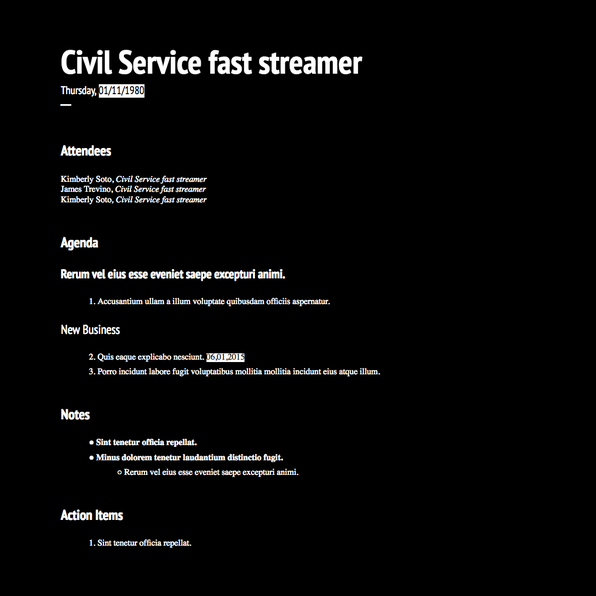 Civil Service fast streamer
Thursday, 01/11/1980
Attendees
Kimberly Soto, Civil Service fast streamer
James Trevino, Civil Service fast streamer
Kimberly Soto, Civil Service fast streamer
Agenda
Rerum vel eius esse eveniet saepe excepturi animi.
1. Accusantium ullam a illum voluptate quibusdam officiis aspernatur.
New Business
2. Quis eaque explicabo nesciunt. 06,01,2015
3. Porro incidunt labore fugit voluptatibus mollitia mollitia incidunt eius atque illum.
Notes
● Sint tenetur officia repellat.
● Minus dolorem tenetur laudantium distinctio fugit.
○ Rerum vel eius esse eveniet saepe excepturi animi.
Action Items
1. Sint tenetur officia repellat.